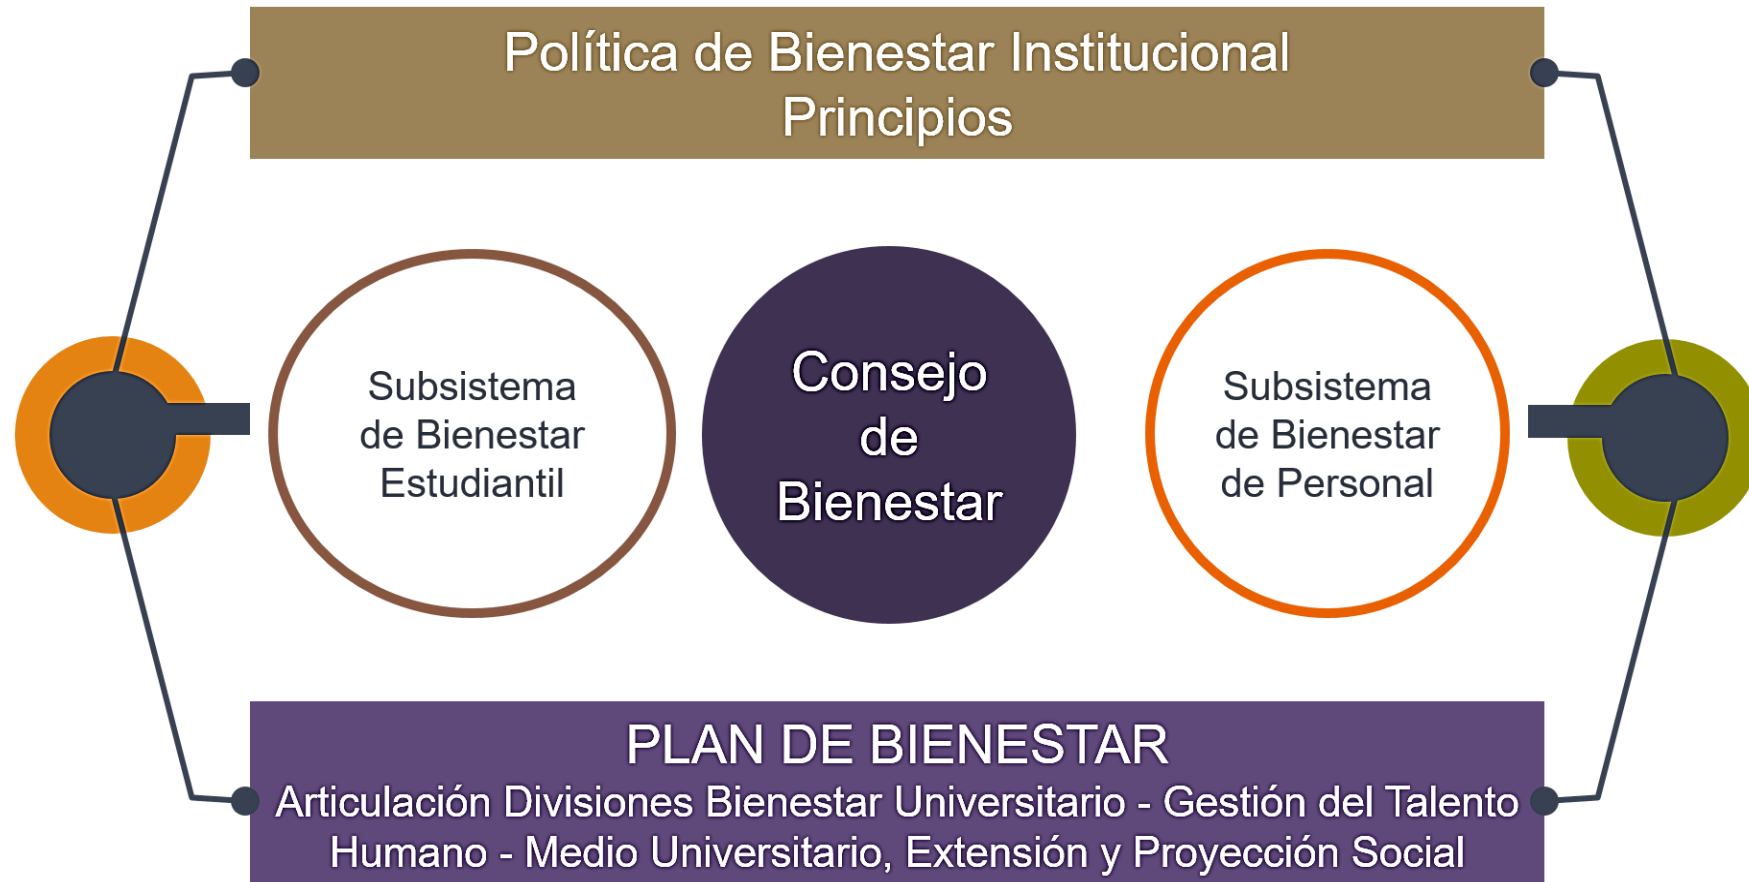 Política de Bienestar Institucional
Principios
Subsistema
de Bienestar
Estudiantil
Consejo
de
Bienestar
Subsistema
de Bienestar
de Personal
PLAN DE BIENESTAR
Articulación Divisiones Bienestar Universitario - Gestión del Talento
Humano - Medio Universitario, Extensión y Proyección Social